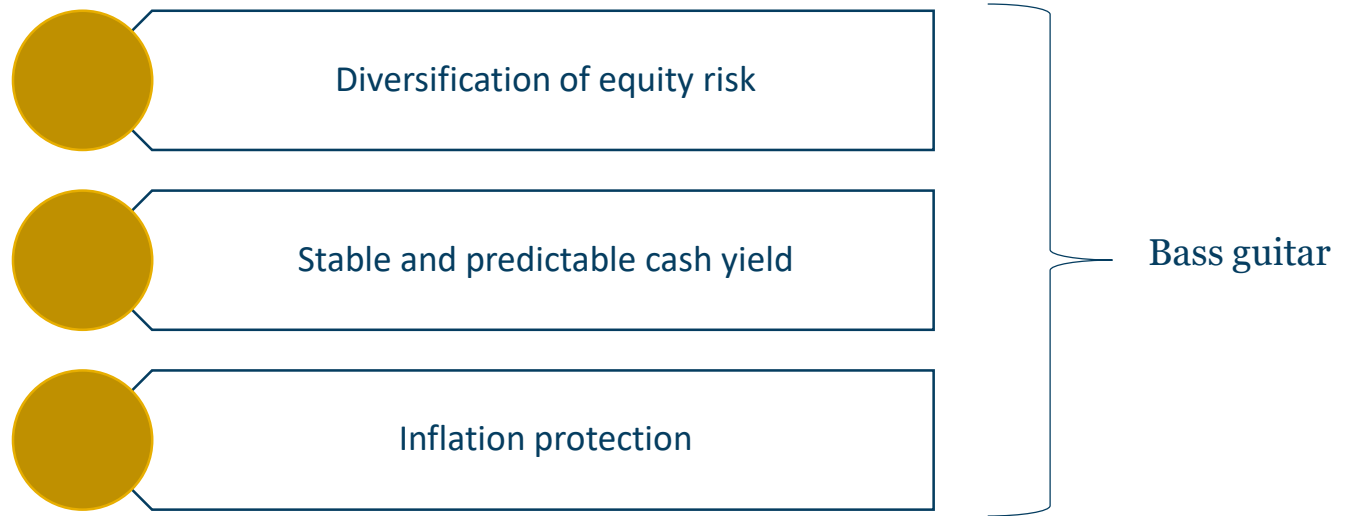 Diversification of equity risk
Stable and predictable cash yield
Bass guitar
Inflation protection